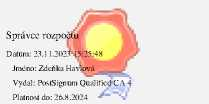 Správce rozpočtu
Datum: 23.11.2023 15:25:48
Jméno: Zdeňka Havlová
Vydal: PostSignum Qualified CA 4
Platnost do: 26.8.2024